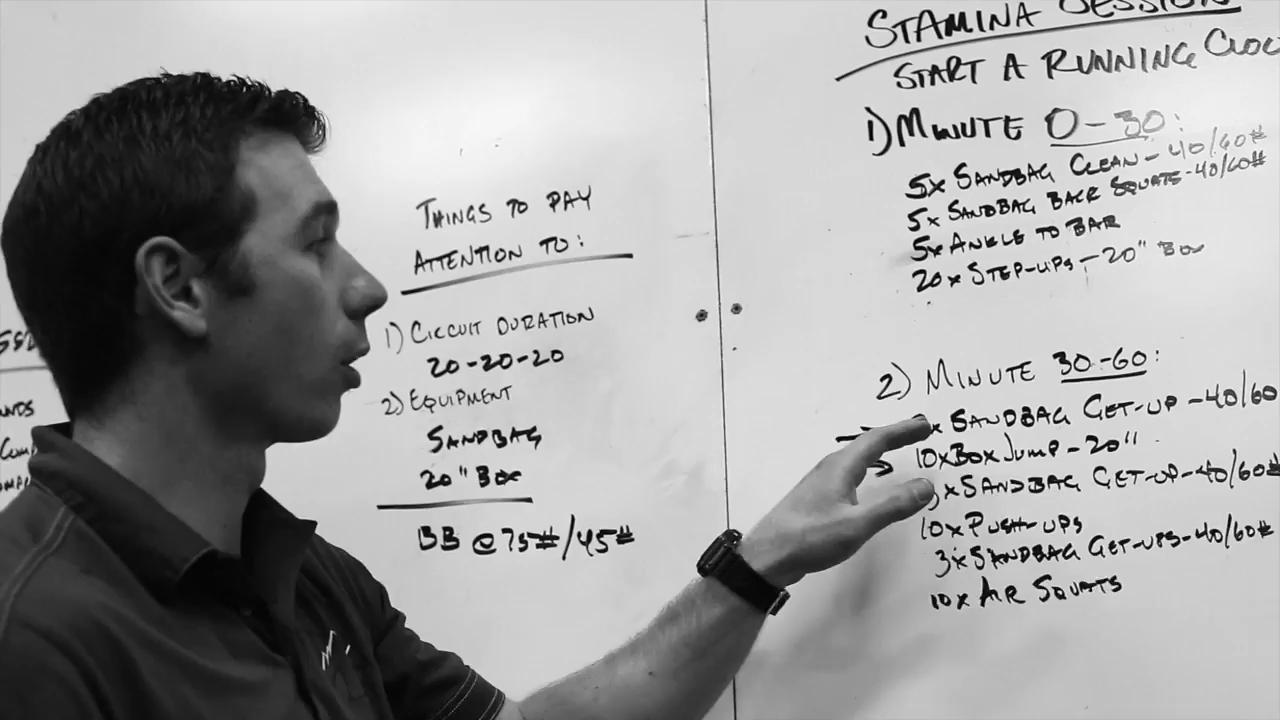 THINGS TO PAY
ATTENTION TO:
1) CIRCUIT DURATION
20-20-20
2) EQUIPMENT
SANDBAG
20" BOX
BB @ 75#/45#
STAMINA SESSION
START A RUNNING
1) MINUTE 0-30:
5x SANDBAG CLEAN - 40/60#
5x SANDBAG BACK SQUATS - 40/60#
5x ANKLE TO BAR
20x STEP-UPS - 20" BOX
2) MINUTE 30-60:
x SANDBAG GET-UP - 40/60
10x BOX JUMP - 20"
x SANDBAG GET-UP - 40/60#
10x PUSH-UPS
3x SANDBAG GET-UPS - 40/60#
10x AIR SQUATS